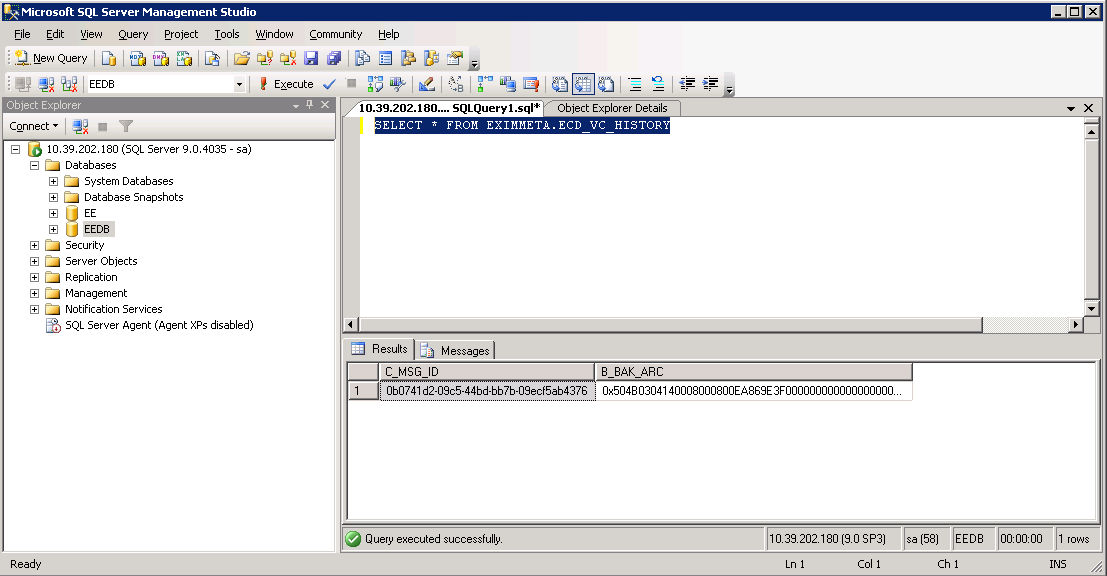 Microsoft SQL Server Management Studio
File Edit View Query Project Tools Window Community Help
New Query
EEDB Execute
Object Explorer
Connect
10.39.202.180 (SQL Server 9.0.4035 - sa)
Databases
System Databases
Database Snapshots
EE
EEDB
Security
Server Objects
Replication
Management
Notification Services
SQL Server Agent (Agent XPs disabled)
10.39.202.180.... SQLQuery1.sql* Object Explorer Details
SELECT * FROM EXIMMETA.ECD_VC_HISTORY
Results Messages
C_MSG_ID B_BAK_ARC
1 0b0741d2-09c5-44bd-bb7b-09ecf5ab4376 0x504B0304140008000800EA869E3F000000000000000000...
Query executed successfully. 10.39.202.180 (9.0 SP3) sa (58) EEDB 00:00:00 1 rows
Ready Ln 1 Col 1 Ch 1 INS